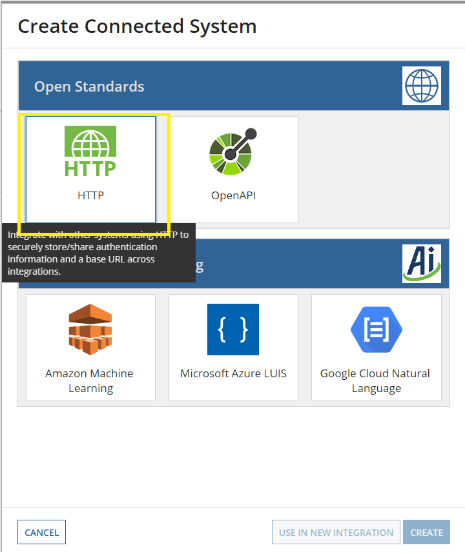 Create Connected System
Open Standards
HTTP
HTTP
OpenAPI
Integrate with other systems using HTTP to
securely store/share authentication
information and a base URL across
integrations.
g
Ai
Amazon Machine
Learning
{ }
Microsoft Azure LUIS
Google Cloud Natural
Language
CANCEL
USE IN NEW INTEGRATION
CREATE